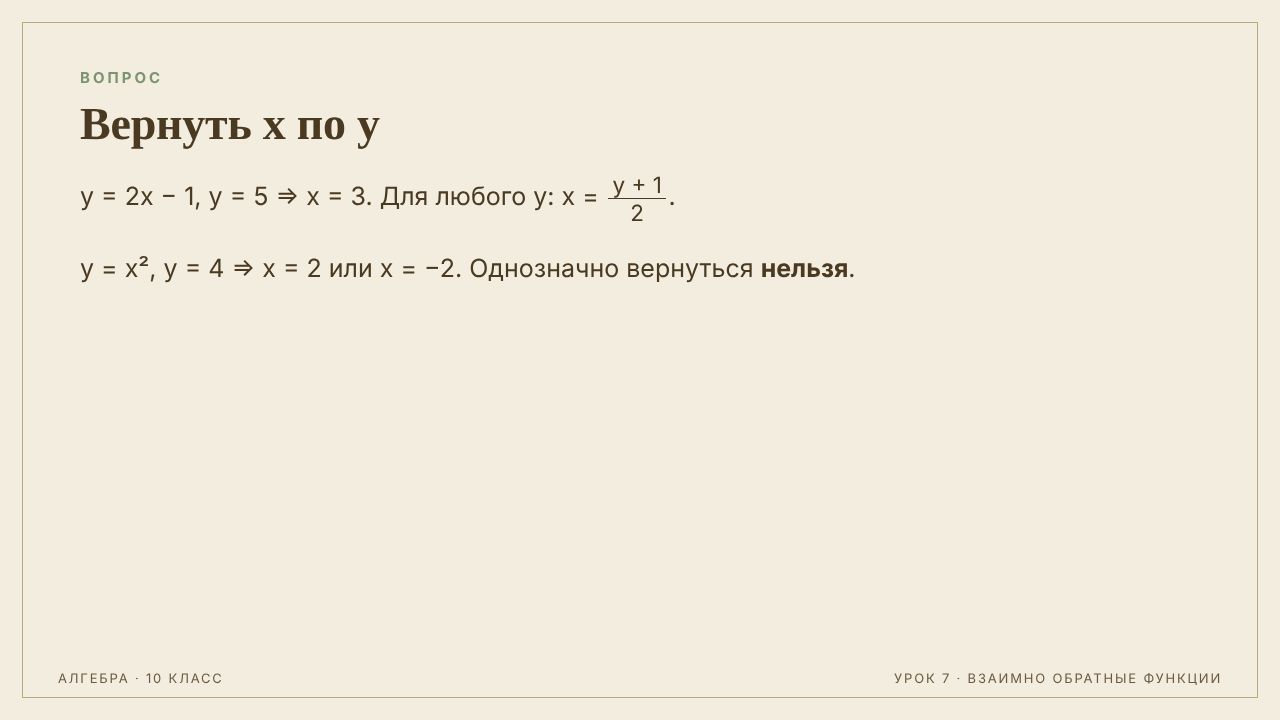 ВОПРОС
Вернуть x по y
y = 2x − 1, y = 5 ⇒ x = 3. Для любого y: x = (y + 1)/2.
y = x², y = 4 ⇒ x = 2 или x = −2. Однозначно вернуться нельзя.
АЛГЕБРА · 10 КЛАСС
УРОК 7 · ВЗАИМНО ОБРАТНЫЕ ФУНКЦИИ